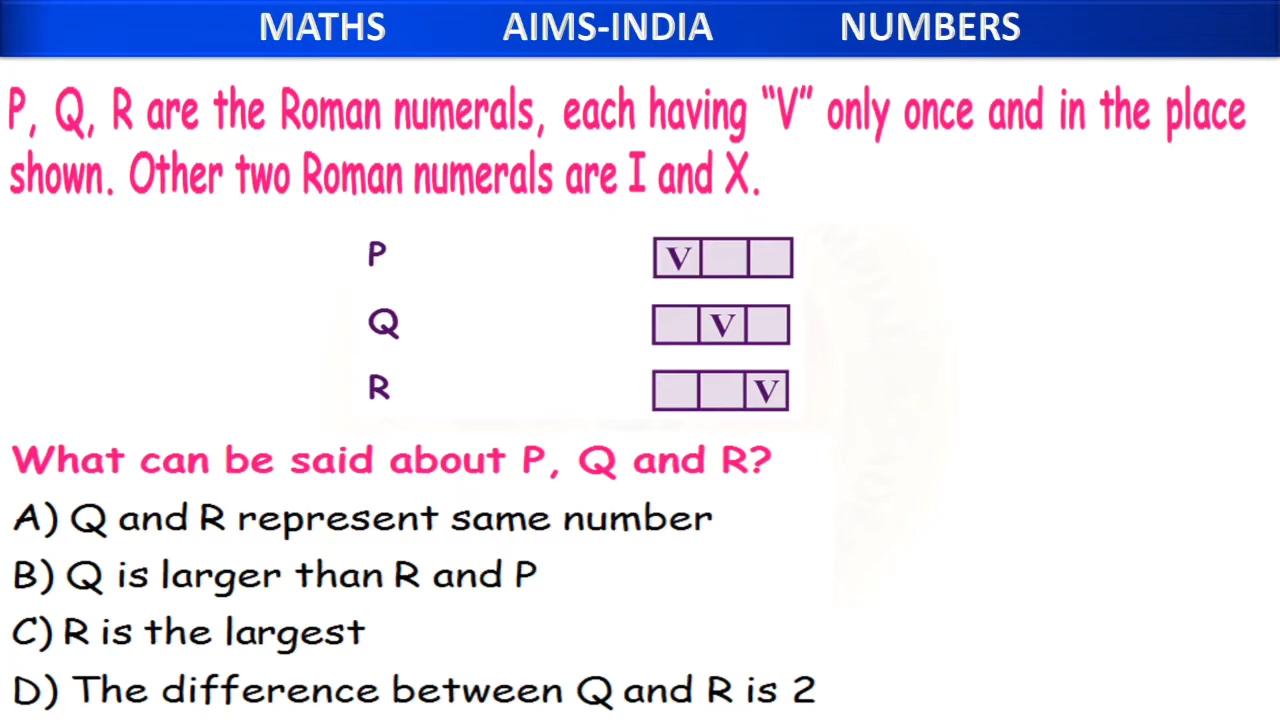 MATHS AIMS-INDIA NUMBERS
P, Q, R are the Roman numerals, each having “V” only once and in the place
shown. Other two Roman numerals are I and X.
P V
Q V
R V
What can be said about P, Q and R?
A) Q and R represent same number
B) Q is larger than R and P
C) R is the largest
D) The difference between Q and R is 2